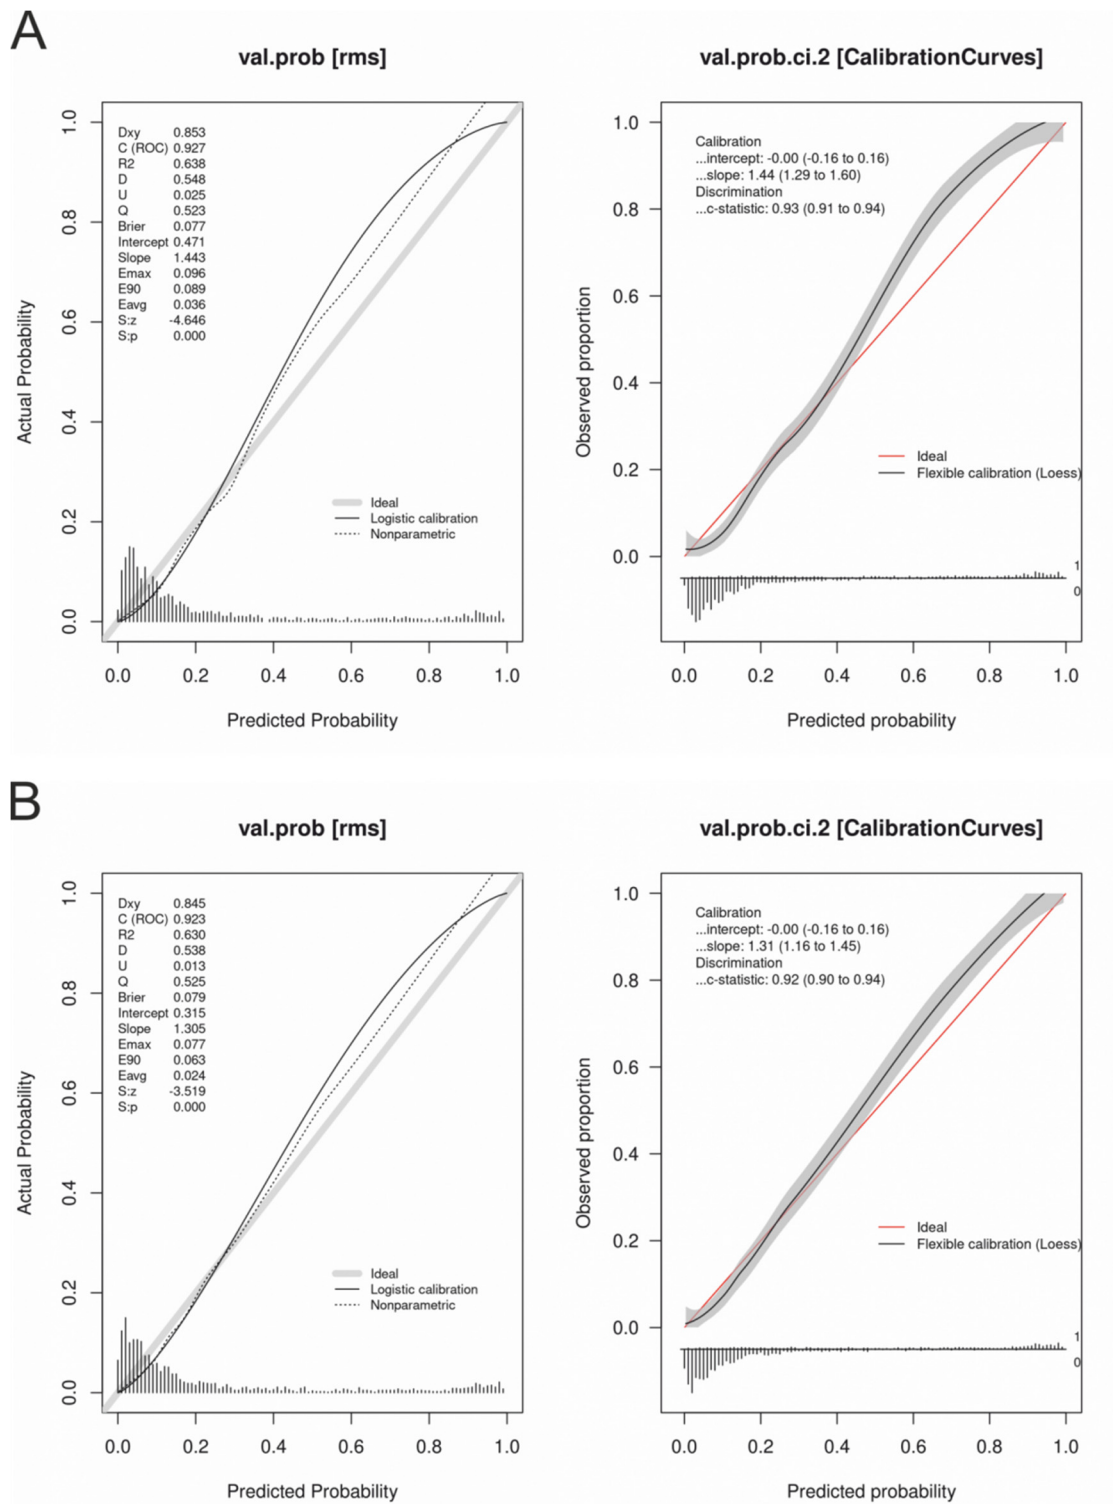 A
val.prob [rms]
Dxy 0.853
C (ROC) 0.927
R2 0.638
D 0.548
U 0.025
Q 0.523
Brier 0.077
Intercept 0.471
Slope 1.443
Emax 0.096
E90 0.089
Eavg 0.036
S:z -4.646
S:p 0.000
Ideal
Logistic calibration
Nonparametric
Actual Probability
1.0
0.8
0.6
0.4
0.2
0.0
0.0 0.2 0.4 0.6 0.8 1.0
Predicted Probability
val.prob.ci.2 [CalibrationCurves]
Calibration
...intercept: -0.00 (-0.16 to 0.16)
...slope: 1.44 (1.29 to 1.60)
Discrimination
...c-statistic: 0.93 (0.91 to 0.94)
Ideal
Flexible calibration (Loess)
1
0
Observed proportion
1.0
0.8
0.6
0.4
0.2
0.0
0.0 0.2 0.4 0.6 0.8 1.0
Predicted probability
B
val.prob [rms]
Dxy 0.845
C (ROC) 0.923
R2 0.630
D 0.538
U 0.013
Q 0.525
Brier 0.079
Intercept 0.315
Slope 1.305
Emax 0.077
E90 0.063
Eavg 0.024
S:z -3.519
S:p 0.000
Ideal
Logistic calibration
Nonparametric
Actual Probability
1.0
0.8
0.6
0.4
0.2
0.0
0.0 0.2 0.4 0.6 0.8 1.0
Predicted Probability
val.prob.ci.2 [CalibrationCurves]
Calibration
...intercept: -0.00 (-0.16 to 0.16)
...slope: 1.31 (1.16 to 1.45)
Discrimination
...c-statistic: 0.92 (0.90 to 0.94)
Ideal
Flexible calibration (Loess)
1
0
Observed proportion
1.0
0.8
0.6
0.4
0.2
0.0
0.0 0.2 0.4 0.6 0.8 1.0
Predicted probability